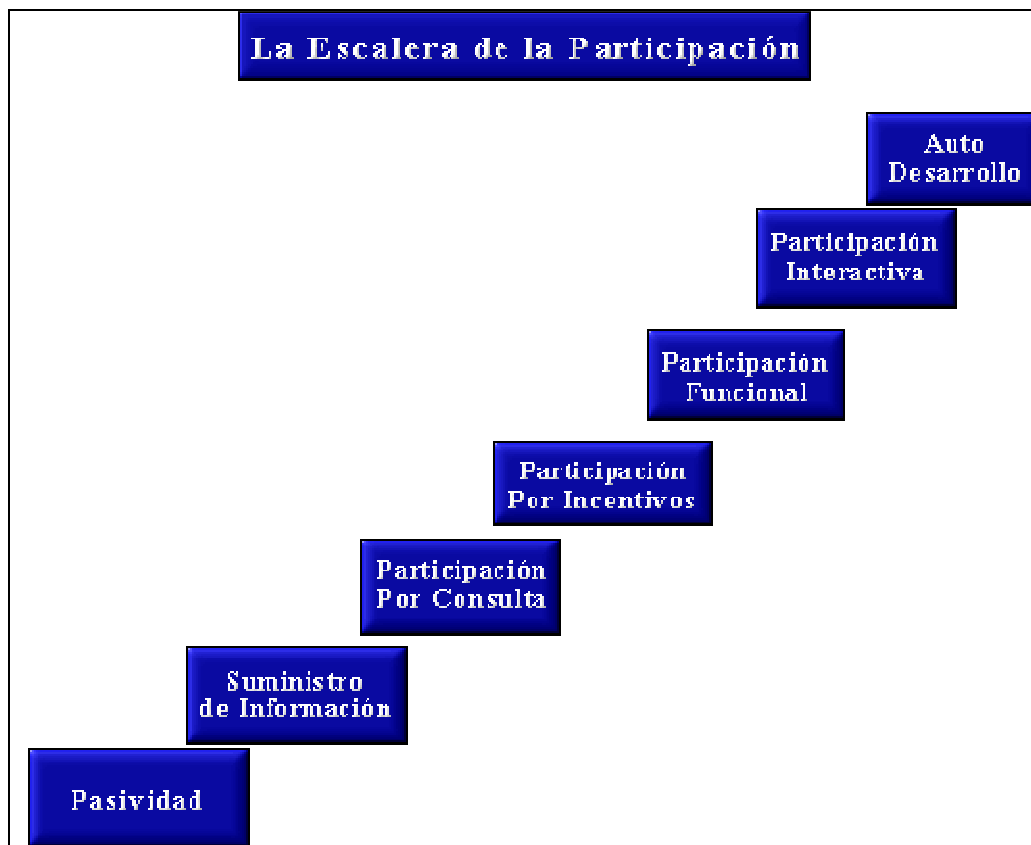 La Escalera de la Participación
Auto
Desarrollo
Participación
Interactiva
Participación
Funcional
Participación
Por Incentivos
Participación
Por Consulta
Suministro
de Información
Pasividad